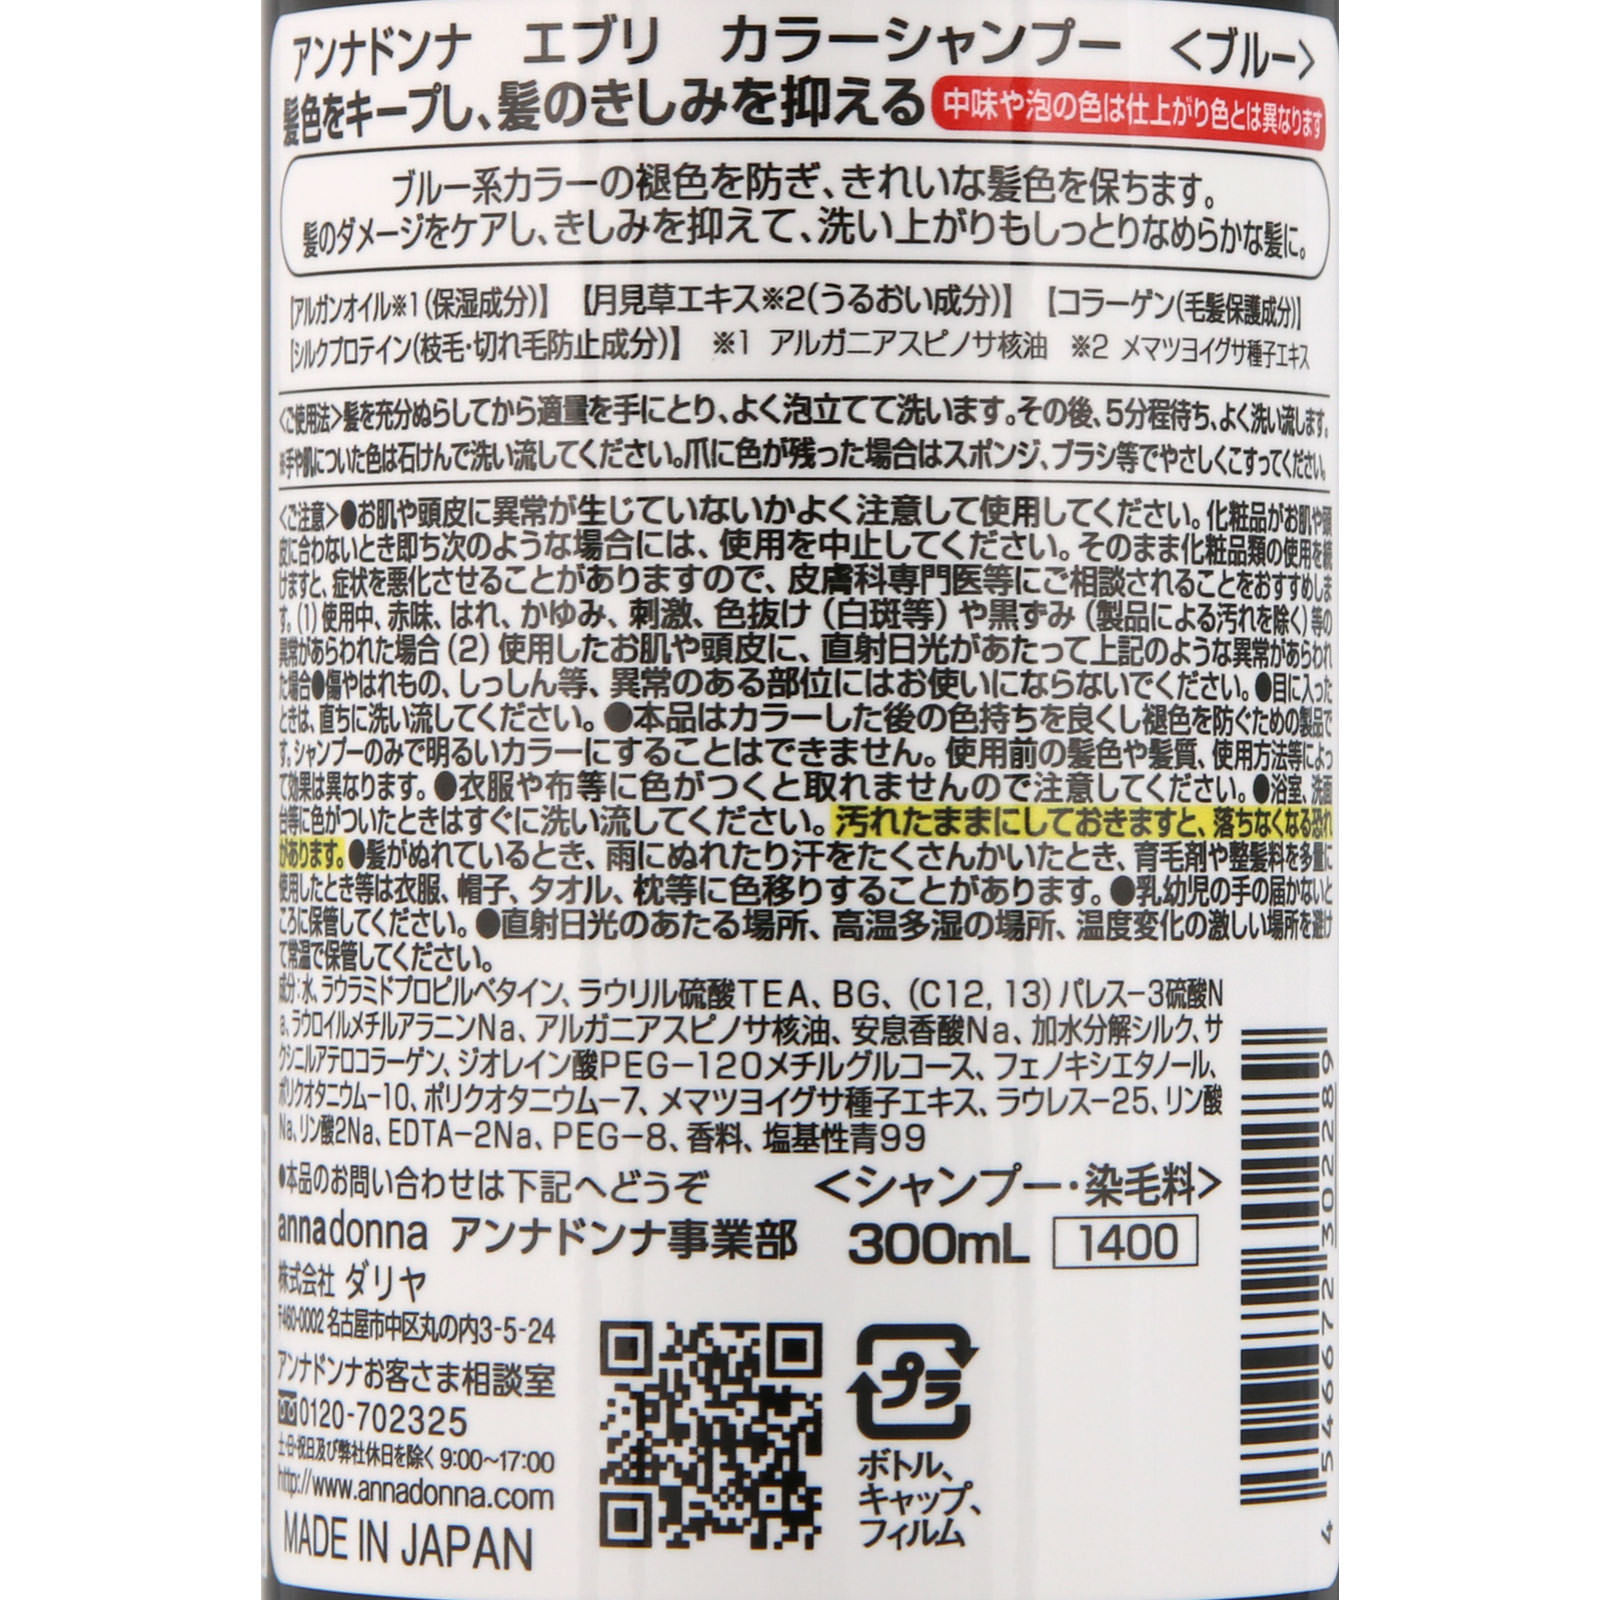 アンナドンナ　エブリ　カラーシャンプー　＜ブルー＞
髪色をキープし、髪のきしみを抑える 中味や泡の色は仕上がり色とは異なります
ブルー系カラーの褪色を防ぎ、きれいな髪色を保ちます。
髪のダメージをケアし、きしみを抑えて、洗い上がりもしっとりなめらかな髪に。
【アルガンオイル※1（保湿成分）】　【月見草エキス※2（うるおい成分）】　【コラーゲン（毛髪保護成分）】
【シルクプロテイン（枝毛・切れ毛防止成分）】　※1 アルガニアスピノサ核油　※2 メマツヨイグサ種子エキス
＜ご使用法＞髪を充分ぬらしてから適量を手にとり、よく泡立てて洗います。その後、5分程待ち、よく洗い流します。
※手や肌についた色は石けんで洗い流してください。爪に色が残った場合はスポンジ、ブラシ等でやさしくこすってください。
＜ご注意＞●お肌や頭皮に異常が生じていないかよく注意して使用してください。化粧品がお肌や頭
皮に合わないとき即ち次のような場合には、使用を中止してください。そのまま化粧品類の使用を続
けますと、症状を悪化させることがありますので、皮膚科専門医等にご相談されることをおすすめしま
す。（1）使用中、赤味、はれ、かゆみ、刺激、色抜け（白斑等）や黒ずみ（製品による汚れを除く）等の
異常があらわれた場合（2）使用したお肌や頭皮に、直射日光があたって上記のような異常があらわれ
た場合●傷やはれもの、しっしん等、異常のある部位にはお使いにならないでください。●目に入った
ときは、直ちに洗い流してください。●本品はカラーした後の色持ちを良くし褪色を防ぐための製品で
す。シャンプーのみで明るいカラーにすることはできません。使用前の髪色や髪質、使用方法等によっ
て効果は異なります。●衣服や布等に色がつくと取れませんので注意してください。●浴室、洗面
台等に色がついたときはすぐに洗い流してください。汚れたままにしておきますと、落ちなくなる恐れ
があります。●髪がぬれているとき、雨にぬれたり汗をたくさんかいたとき、育毛剤や整髪料を多量に
使用したとき等は衣服、帽子、タオル、枕等に色移りすることがあります。●乳幼児の手の届かないと
ころに保管してください。●直射日光のあたる場所、高温多湿の場所、温度変化の激しい場所を避け
て常温で保管してください。
成分：水、ラウラミドプロピルベタイン、ラウリル硫酸TEA、BG、（C12, 13）パレス－3硫酸N
a、ラウロイルメチルアラニンNa、アルガニアスピノサ核油、安息香酸Na、加水分解シルク、サ
クシニルアテロコラーゲン、ジオレイン酸PEG－120メチルグルコース、フェノキシエタノール、
ポリクオタニウム－10、ポリクオタニウム－7、メマツヨイグサ種子エキス、ラウレス－25、リン酸
Na、リン酸2Na、EDTA－2Na、PEG－8、香料、塩基性青99
●本品のお問い合わせは下記へどうぞ
annadonna アンナドンナ事業部
株式会社 ダリヤ
〒460-0002 名古屋市中区丸の内3-5-24
アンナドンナお客さま相談室
0120-702325
土・日・祝日及び弊社休日を除く 9:00～17:00
http://www.annadonna.com
MADE IN JAPAN
＜シャンプー・染毛料＞
300mL 1400
プラ
ボトル、
キャップ、
フィルム
4 546672 302289